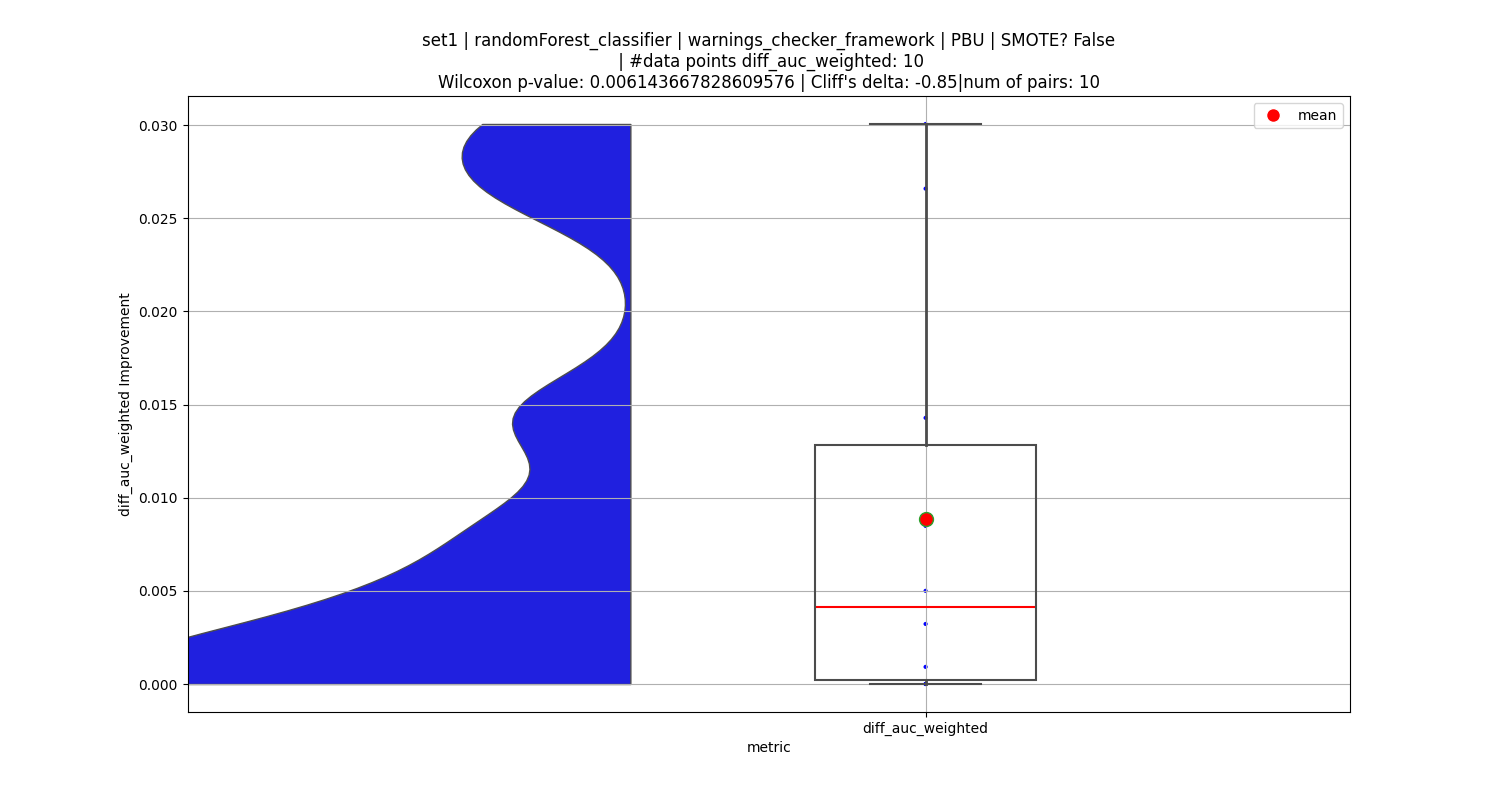 set1 | randomForest_classifier | warnings_checker_framework | PBU | SMOTE? False
| #data points diff_auc_weighted: 10
Wilcoxon p-value: 0.006143667828609576 | Cliff's delta: -0.85|num of pairs: 10
mean
0.030
0.025
0.020
0.015
0.010
0.005
0.000
diff_auc_weighted Improvement
diff_auc_weighted
metric